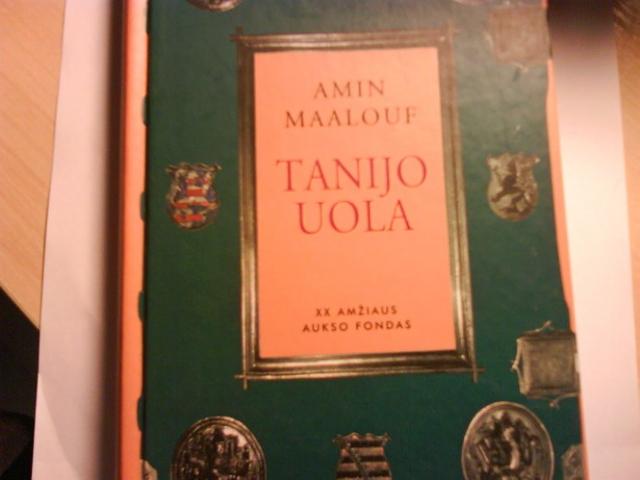 AMIN
MAALOUF
TANIJO
UOLA
XX AMŽIAUS
AUKSO FONDAS